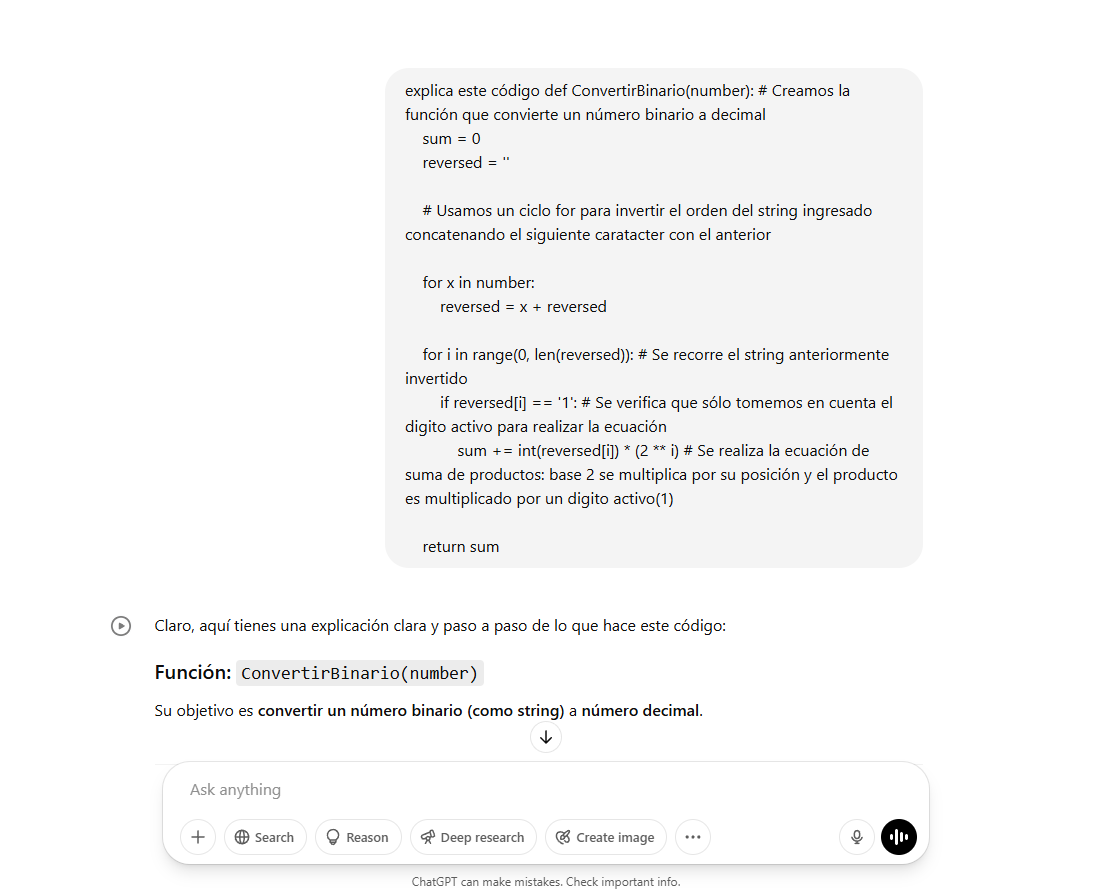 explica este código def ConvertirBinario(number): # Creamos la
función que convierte un número binario a decimal
sum = 0
reversed = ''
# Usamos un ciclo for para invertir el orden del string ingresado
concatenando el siguiente caratacter con el anterior
for x in number:
reversed = x + reversed
for i in range(0, len(reversed)): # Se recorre el string anteriormente
invertido
if reversed[i] == '1': # Se verifica que sólo tomemos en cuenta el
digito activo para realizar la ecuación
sum += int(reversed[i]) * (2 ** i) # Se realiza la ecuación de
suma de productos: base 2 se multiplica por su posición y el producto
es multiplicado por un digito activo(1)
return sum
Claro, aquí tienes una explicación clara y paso a paso de lo que hace este código:
Función: ConvertirBinario(number)
Su objetivo es convertir un número binario (como string) a número decimal.
Ask anything
Search Reason Deep research Create image
ChatGPT can make mistakes. Check important info.